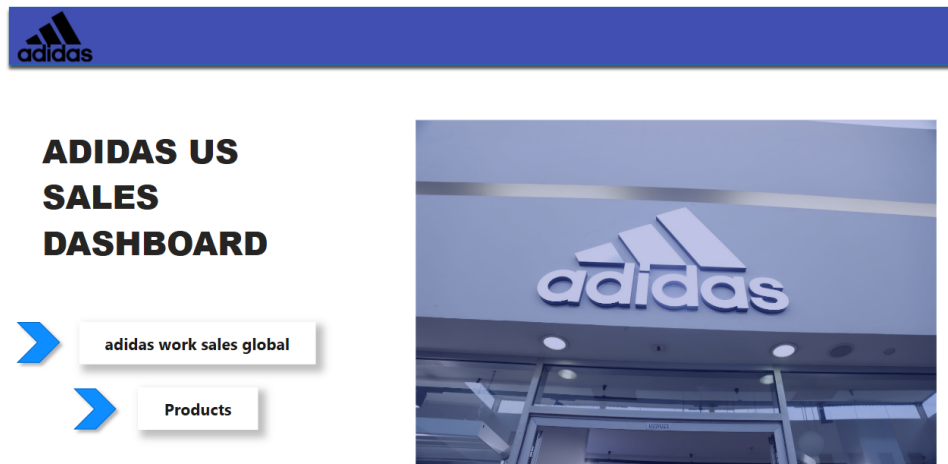 adidas
ADIDAS US
SALES
DASHBOARD
adidas
adidas work sales global
Products